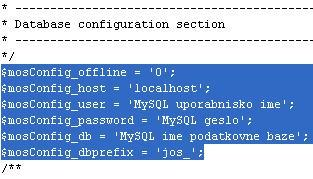 * -------------------------------------------
* Database configuration section
* -------------------------------------------
*/
$mosConfig_offline = '0';
$mosConfig_host = 'localhost';
$mosConfig_user = 'MySQL uporabnisko ime';
$mosConfig_password = 'MySQL geslo';
$mosConfig_db = 'MySQL ime podatkovne baze';
$mosConfig_dbprefix = 'jos_';
/**